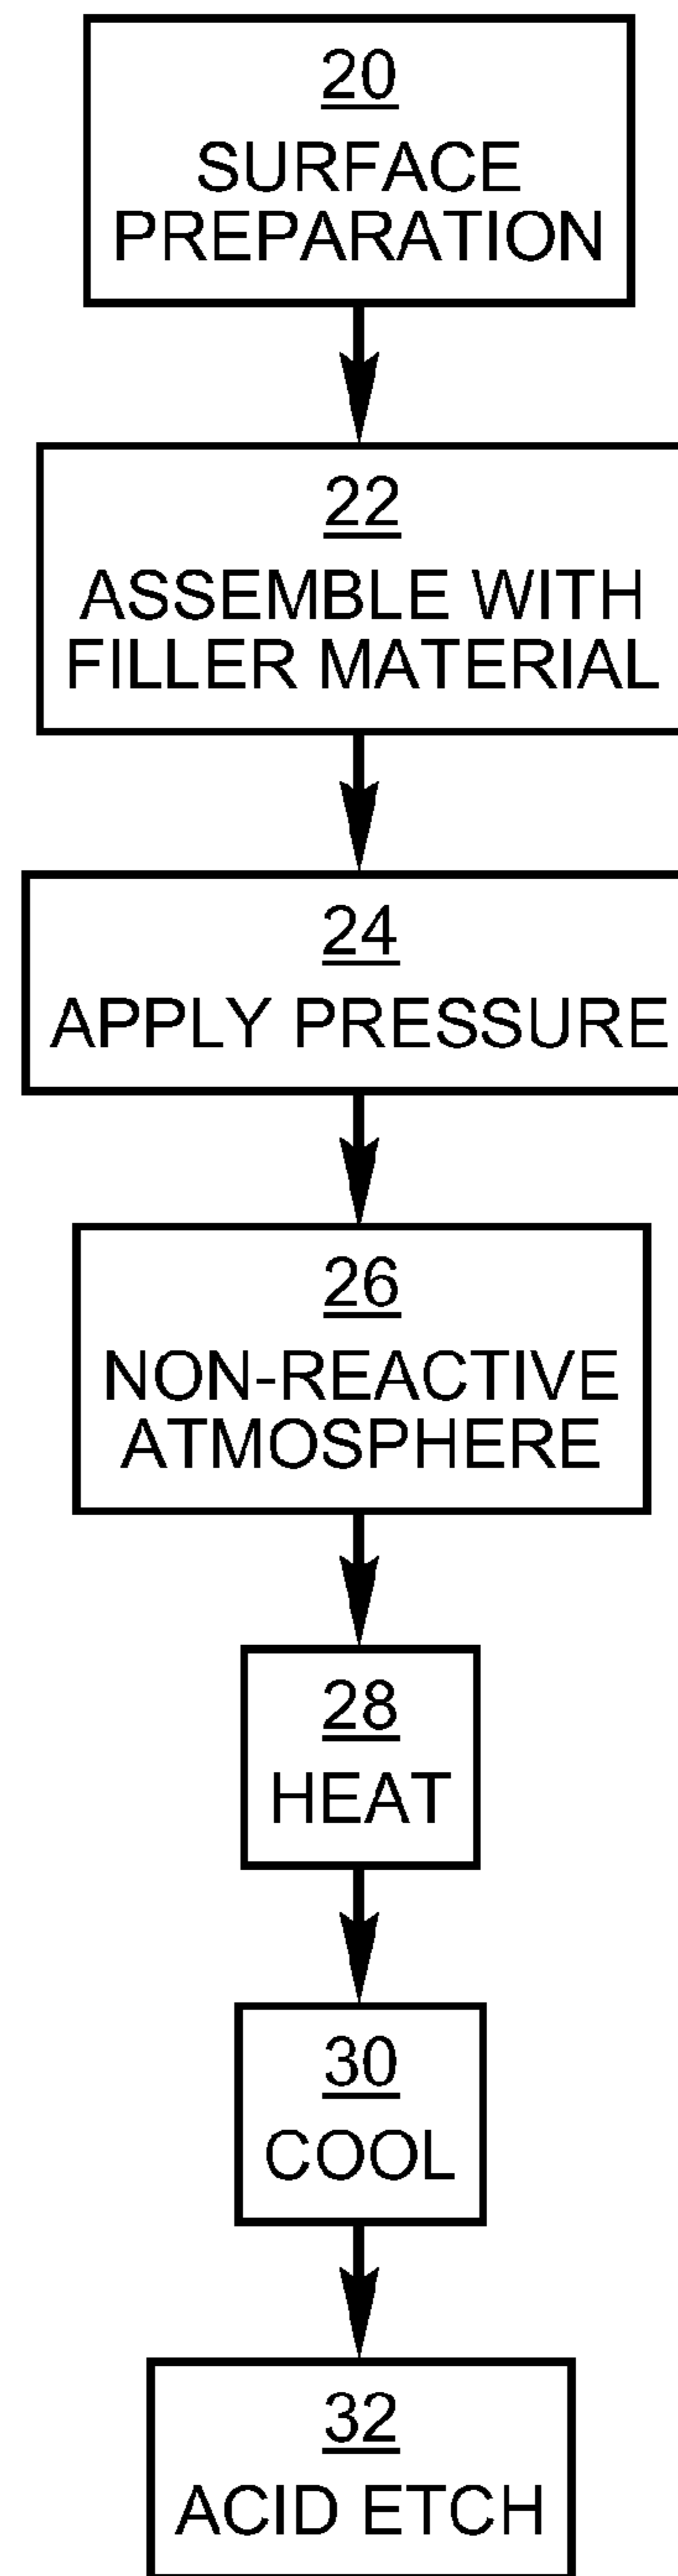 20
SURFACE
PREPARATION
22
ASSEMBLE WITH
FILLER MATERIAL
24
APPLY PRESSURE
26
NON-REACTIVE
ATMOSPHERE
28
HEAT
30
COOL
32
ACID ETCH